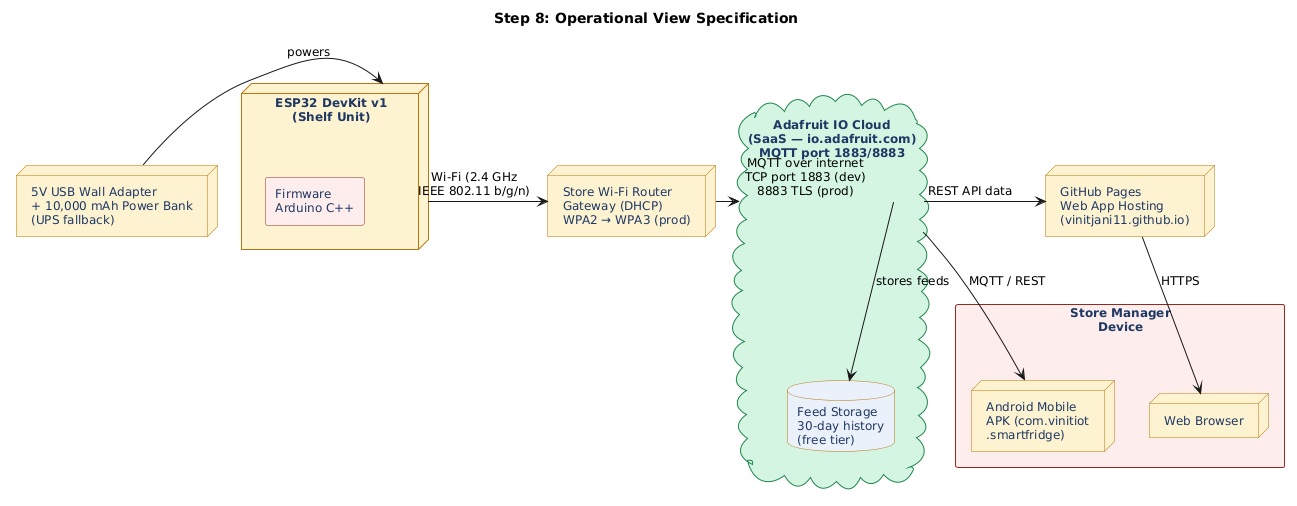 Step 8: Operational View Specification
powers
ESP32 DevKit v1
(Shelf Unit)
Firmware
Arduino C++
5V USB Wall Adapter
+ 10,000 mAh Power Bank
(UPS fallback)
Wi-Fi (2.4 GHz
IEEE 802.11 b/g/n)
Store Wi-Fi Router
Gateway (DHCP)
WPA2 → WPA3 (prod)
Adafruit IO Cloud
(SaaS — io.adafruit.com)
MQTT port 1883/8883
MQTT over internet
TCP port 1883 (dev)
8883 TLS (prod)
REST API data
GitHub Pages
Web App Hosting
(vinitjani11.github.io)
stores feeds
MQTT / REST
HTTPS
Store Manager
Device
Feed Storage
30-day history
(free tier)
Android Mobile
APK (com.vinitiot
.smartfridge)
Web Browser